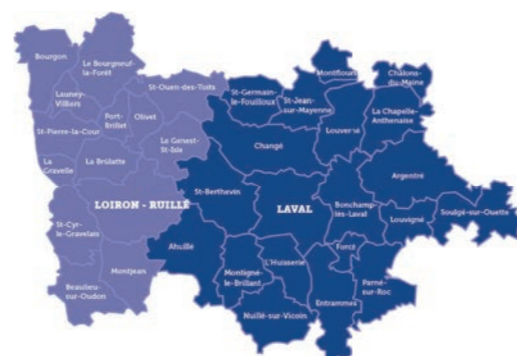 Bourgon
Le Bourgneuf-
la-Forêt
Launey-
Villiers
St-Ouen-des-Toits
Port-
Brillet
Olivet
St-Pierre-la-Cour
Le Genest-
St-Isle
La
Gravelle
La Brûlatte
LOIRON - RUILLÉ
St-Cyr-
le-Gravelais
Montjean
Beaulieu-
sur-Oudon
St-Germain-
le-Fouilloux
St-Jean-
sur-Mayenne
Montflours
Châlons-
du-Maine
La Chapelle-
Anthenaise
Louverné
Changé
Argentré
St-Berthevin
LAVAL
Bonchamp-
lès-Laval
Louvigné
Soulgé-sur-Ouette
Ahuillé
Montigné-
le-Brillant
L'Huisserie
Forcé
Parné-
sur-Roc
Entrammes
Nuillé-sur-Vicoin